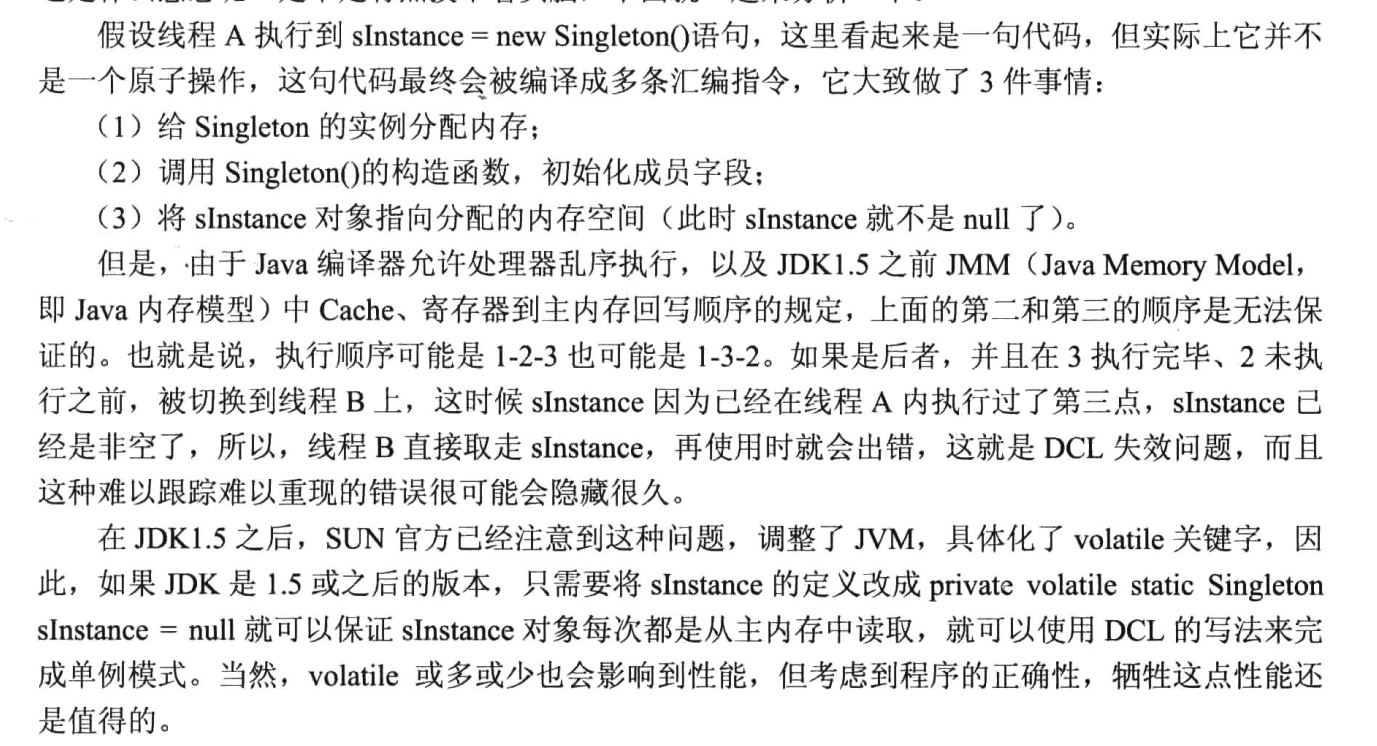 假设线程 A 执行到 sInstance = new Singleton()语句，这里看起来是一句代码，但实际上它并不
是一个原子操作，这句代码最终会被编译成多条汇编指令，它大致做了 3 件事情：
（1）给 Singleton 的实例分配内存；
（2）调用 Singleton()的构造函数，初始化成员字段；
（3）将 sInstance 对象指向分配的内存空间（此时 sInstance 就不是 null 了）。
但是，由于 Java 编译器允许处理器乱序执行，以及 JDK1.5 之前 JMM（Java Memory Model，
即 Java 内存模型）中 Cache、寄存器到主内存回写顺序的规定，上面的第二和第三的顺序是无法保
证的。也就是说，执行顺序可能是 1-2-3 也可能是 1-3-2。如果是后者，并且在 3 执行完毕、2 未执
行之前，被切换到线程 B 上，这时候 sInstance 因为已经在线程 A 内执行过了第三点，sInstance 已
经是非空了，所以，线程 B 直接取走 sInstance，再使用时就会出错，这就是 DCL 失效问题，而且
这种难以跟踪难以重现的错误很可能会隐藏很久。
在 JDK1.5 之后，SUN 官方已经注意到这种问题，调整了 JVM，具体化了 volatile 关键字，因
此，如果 JDK 是 1.5 或之后的版本，只需要将 sInstance 的定义改成 private volatile static Singleton
sInstance = null 就可以保证 sInstance 对象每次都是从主内存中读取，就可以使用 DCL 的写法来完
成单例模式。当然，volatile 或多或少也会影响到性能，但考虑到程序的正确性，牺牲这点性能还
是值得的。